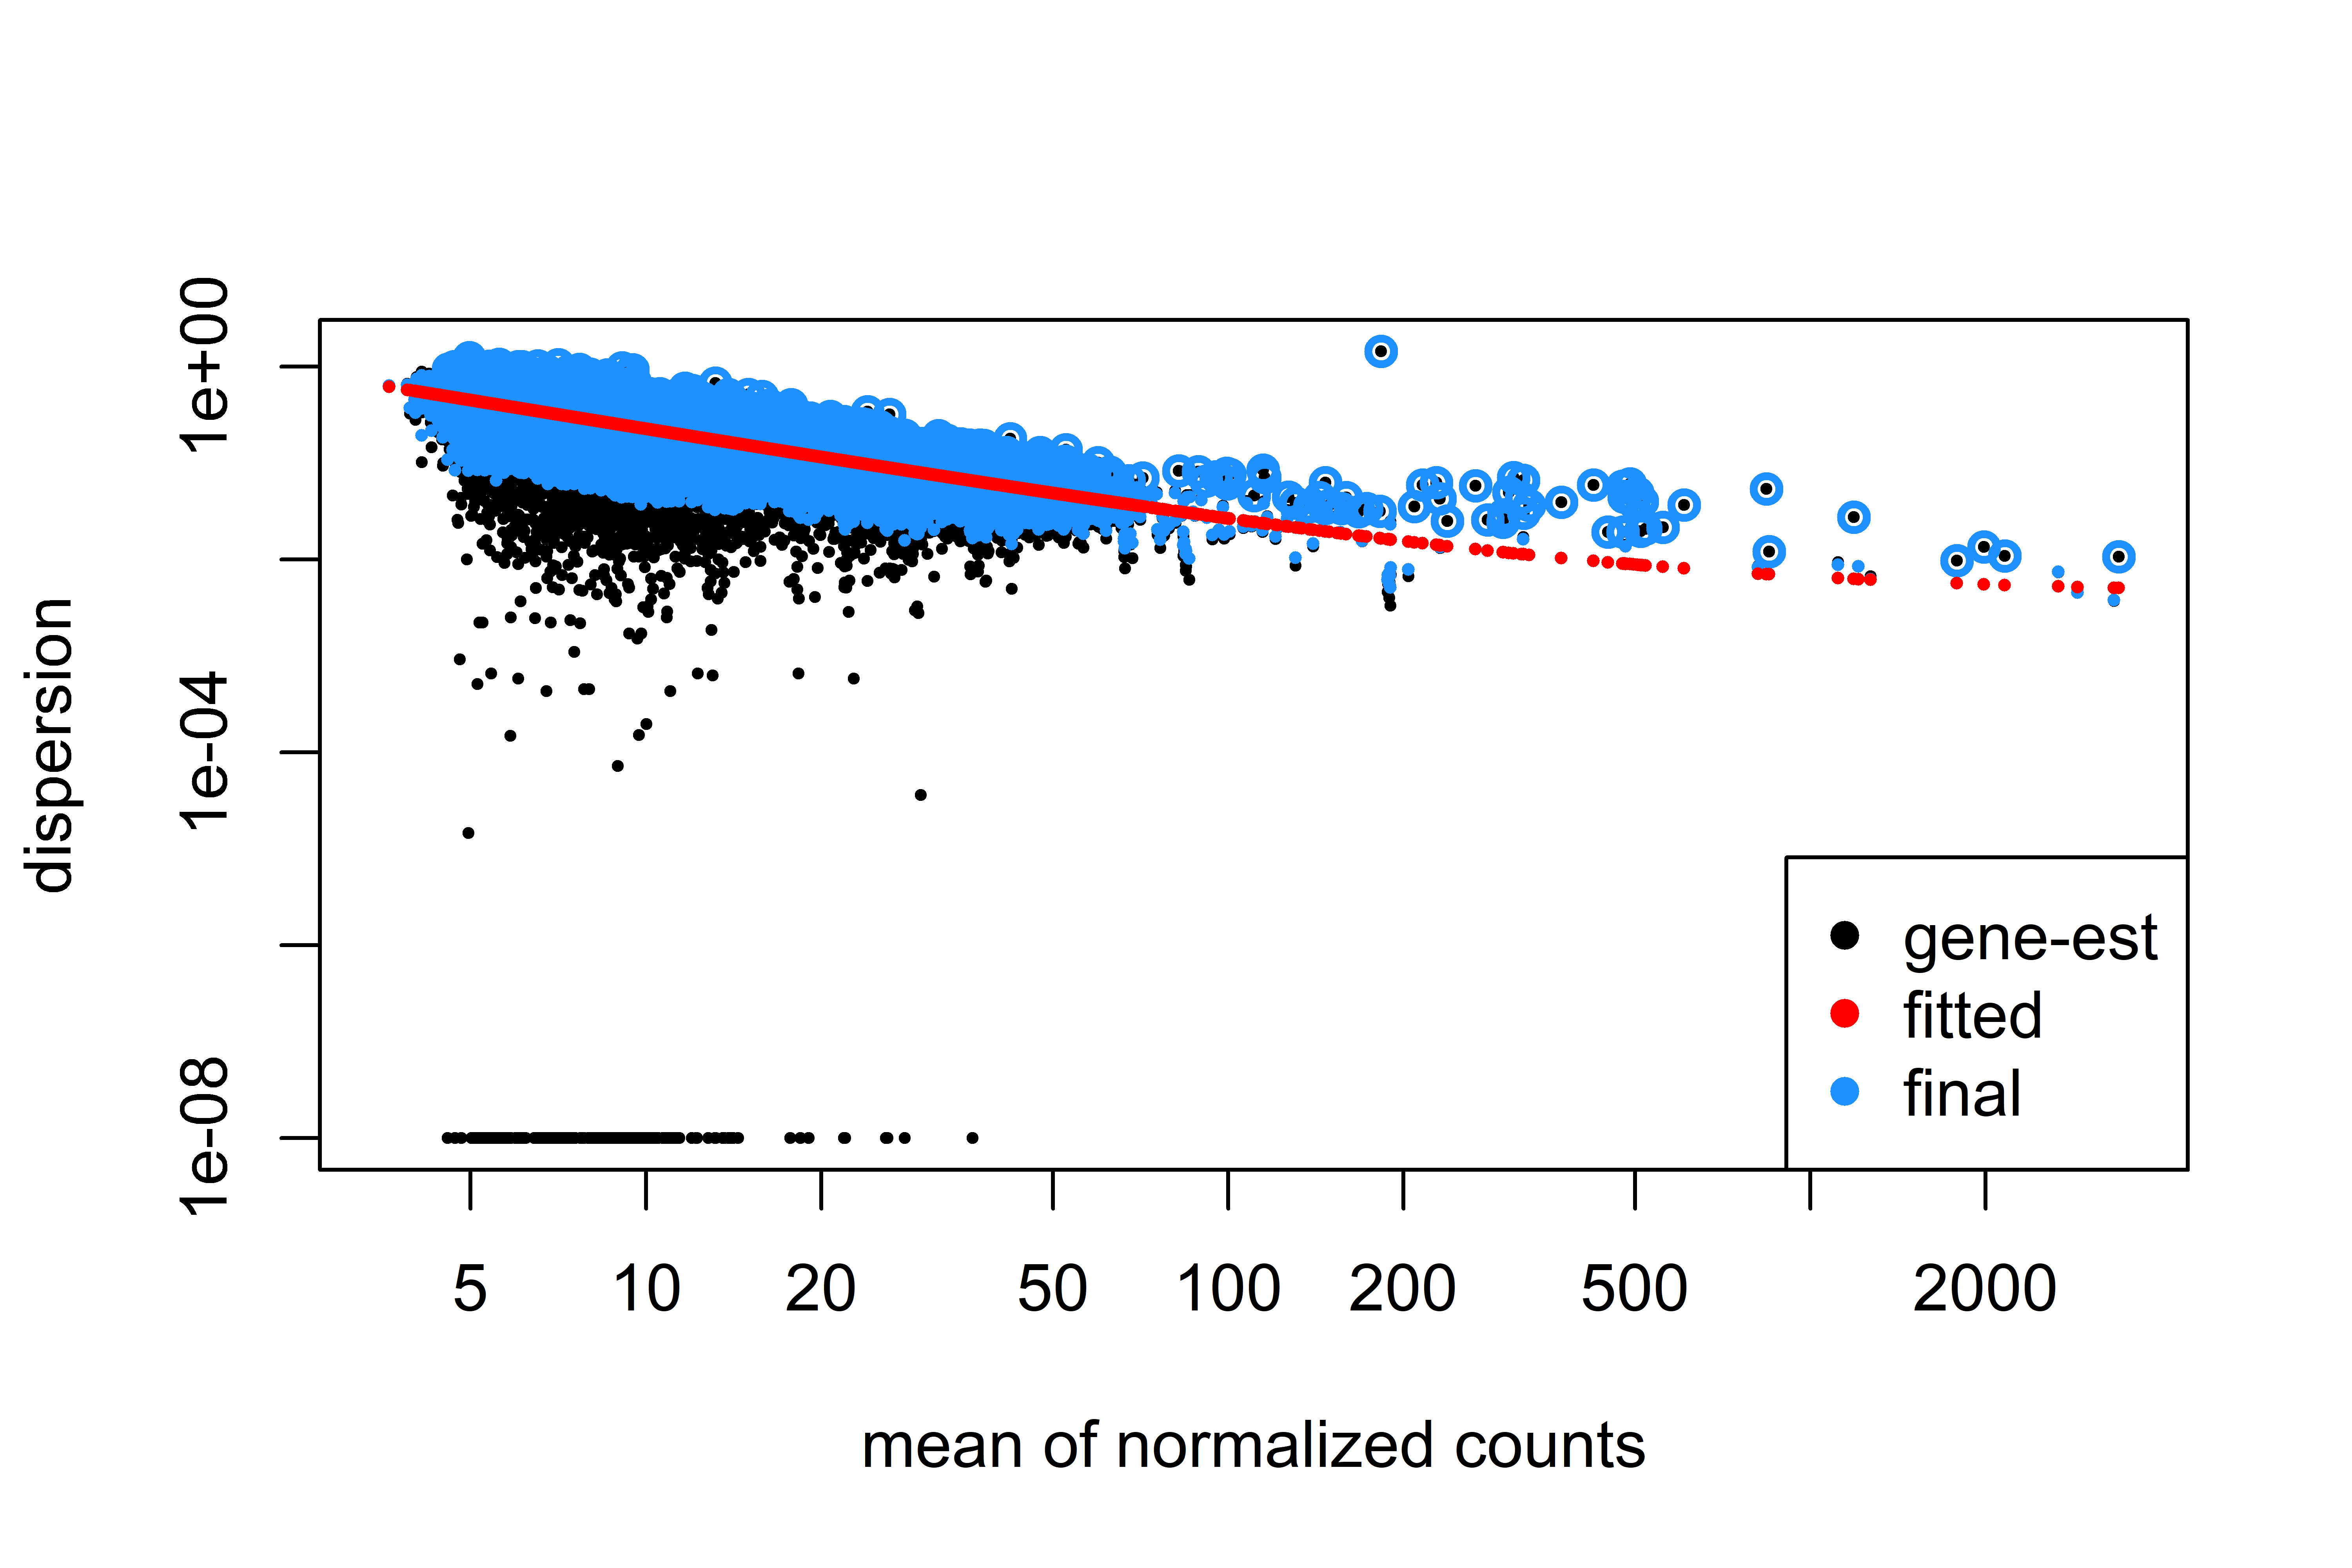 dispersion
1e+00
1e-04
1e-08
gene-est
fitted
final
5 10 20 50 100 200 500 2000
mean of normalized counts